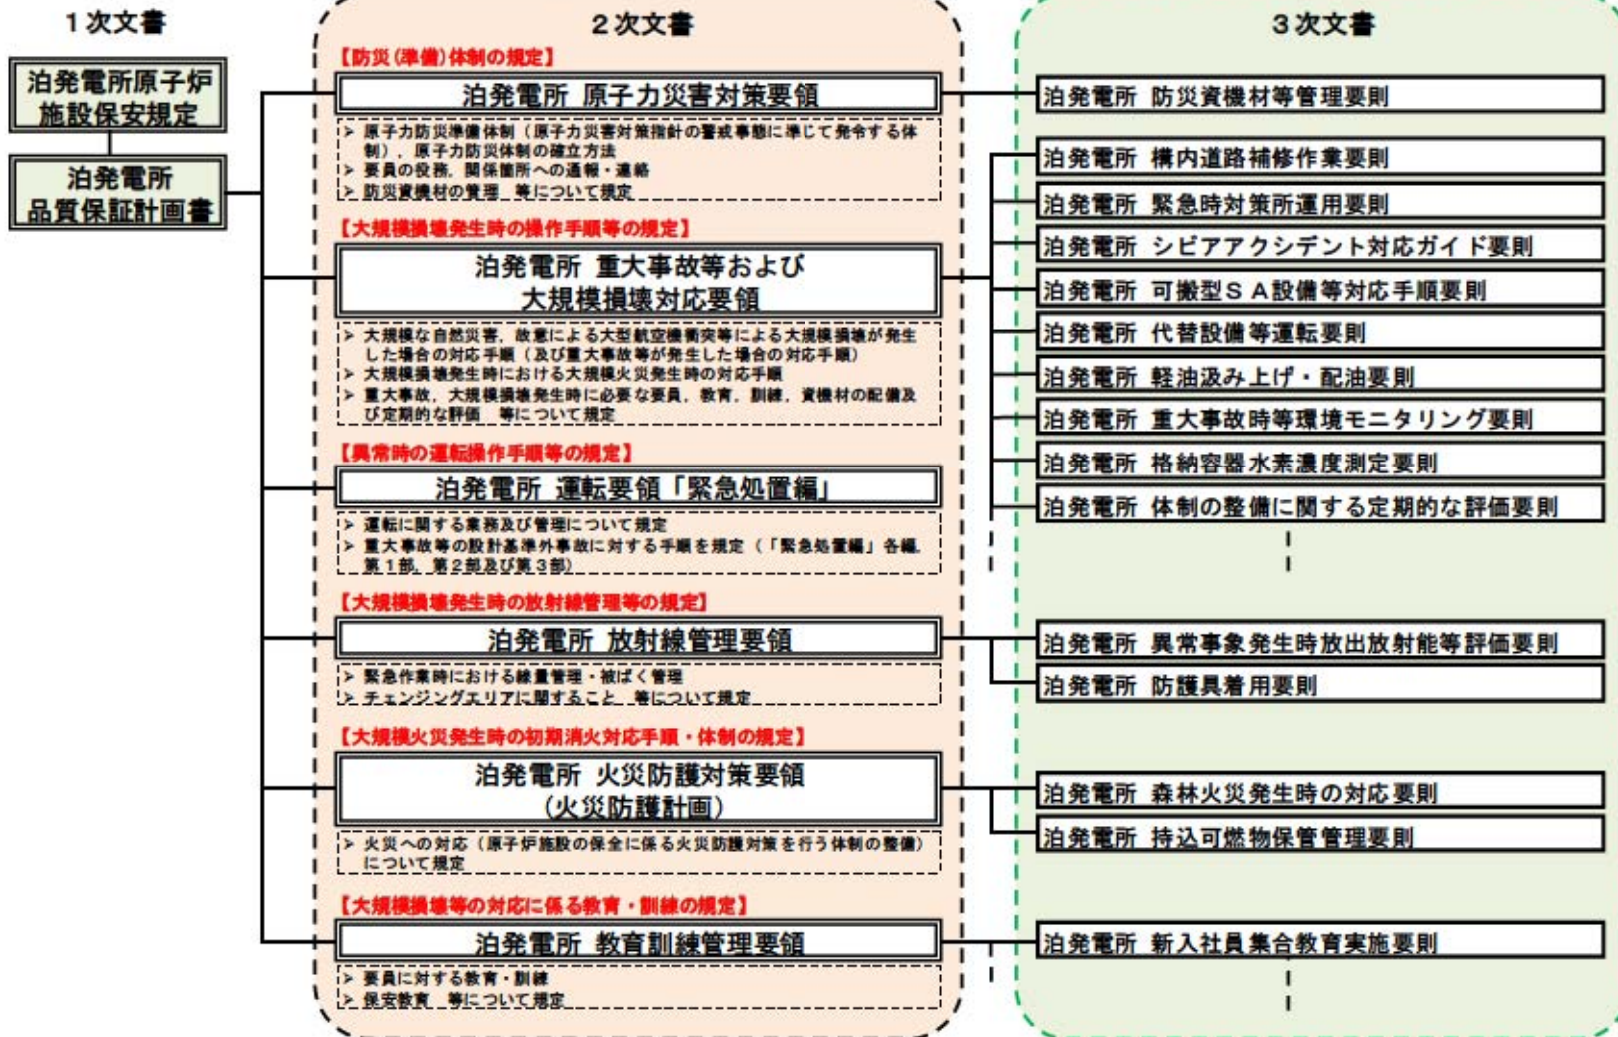 1次文書
泊発電所原子炉
施設保安規定
泊発電所
品質保証計画書
2次文書
【防災(準備)体制の規定】
泊発電所 原子力災害対策要領
➢ 原子力防災準備体制（原子力災害対策指針の警戒事態に準じて発令する体
制），原子力防災体制の確立方法
➢ 要員の役務，関係箇所への通報・連絡
➢ 防災資機材の管理 等について規定
【大規模損壊発生時の操作手順等の規定】
泊発電所 重大事故等および
大規模損壊対応要領
➢ 大規模な自然災害，故意による大型航空機衝突等による大規模損壊が発生
した場合の対応手順（及び重大事故等が発生した場合の対応手順）
➢ 大規模損壊発生時における大規模火災発生時の対応手順
➢ 重大事故，大規模損壊発生時に必要な要員，教育，訓練，資機材の配備及
び定期的な評価 等について規定
【異常時の運転操作手順等の規定】
泊発電所 運転要領「緊急処置編」
➢ 運転に関する業務及び管理について規定
➢ 重大事故等の設計基準外事故に対する手順を規定（「緊急処置編」各編，
第1部，第2部及び第3部）
【大規模損壊発生時の放射線管理等の規定】
泊発電所 放射線管理要領
➢ 緊急作業時における線量管理・被ばく管理
➢ チェンジングエリアに関すること 等について規定
【大規模火災発生時の初期消火対応手順・体制の規定】
泊発電所 火災防護対策要領
（火災防護計画）
➢ 火災への対応（原子炉施設の保全に係る火災防護対策を行う体制の整備）
について規定
【大規模損壊等の対応に係る教育・訓練の規定】
泊発電所 教育訓練管理要領
➢ 要員に対する教育・訓練
➢ 保安教育 等について規定
3次文書
泊発電所 防災資機材等管理要則
泊発電所 構内道路補修作業要則
泊発電所 緊急時対策所運用要則
泊発電所 シビアアクシデント対応ガイド要則
泊発電所 可搬型SA設備等対応手順要則
泊発電所 代替設備等運転要則
泊発電所 軽油汲み上げ・配油要則
泊発電所 重大事故時等環境モニタリング要則
泊発電所 格納容器水素濃度測定要則
泊発電所 体制の整備に関する定期的な評価要則
泊発電所 異常事象発生時放出放射能等評価要則
泊発電所 防護具着用要則
泊発電所 森林火災発生時の対応要則
泊発電所 持込可燃物保管管理要則
泊発電所 新入社員集合教育実施要則